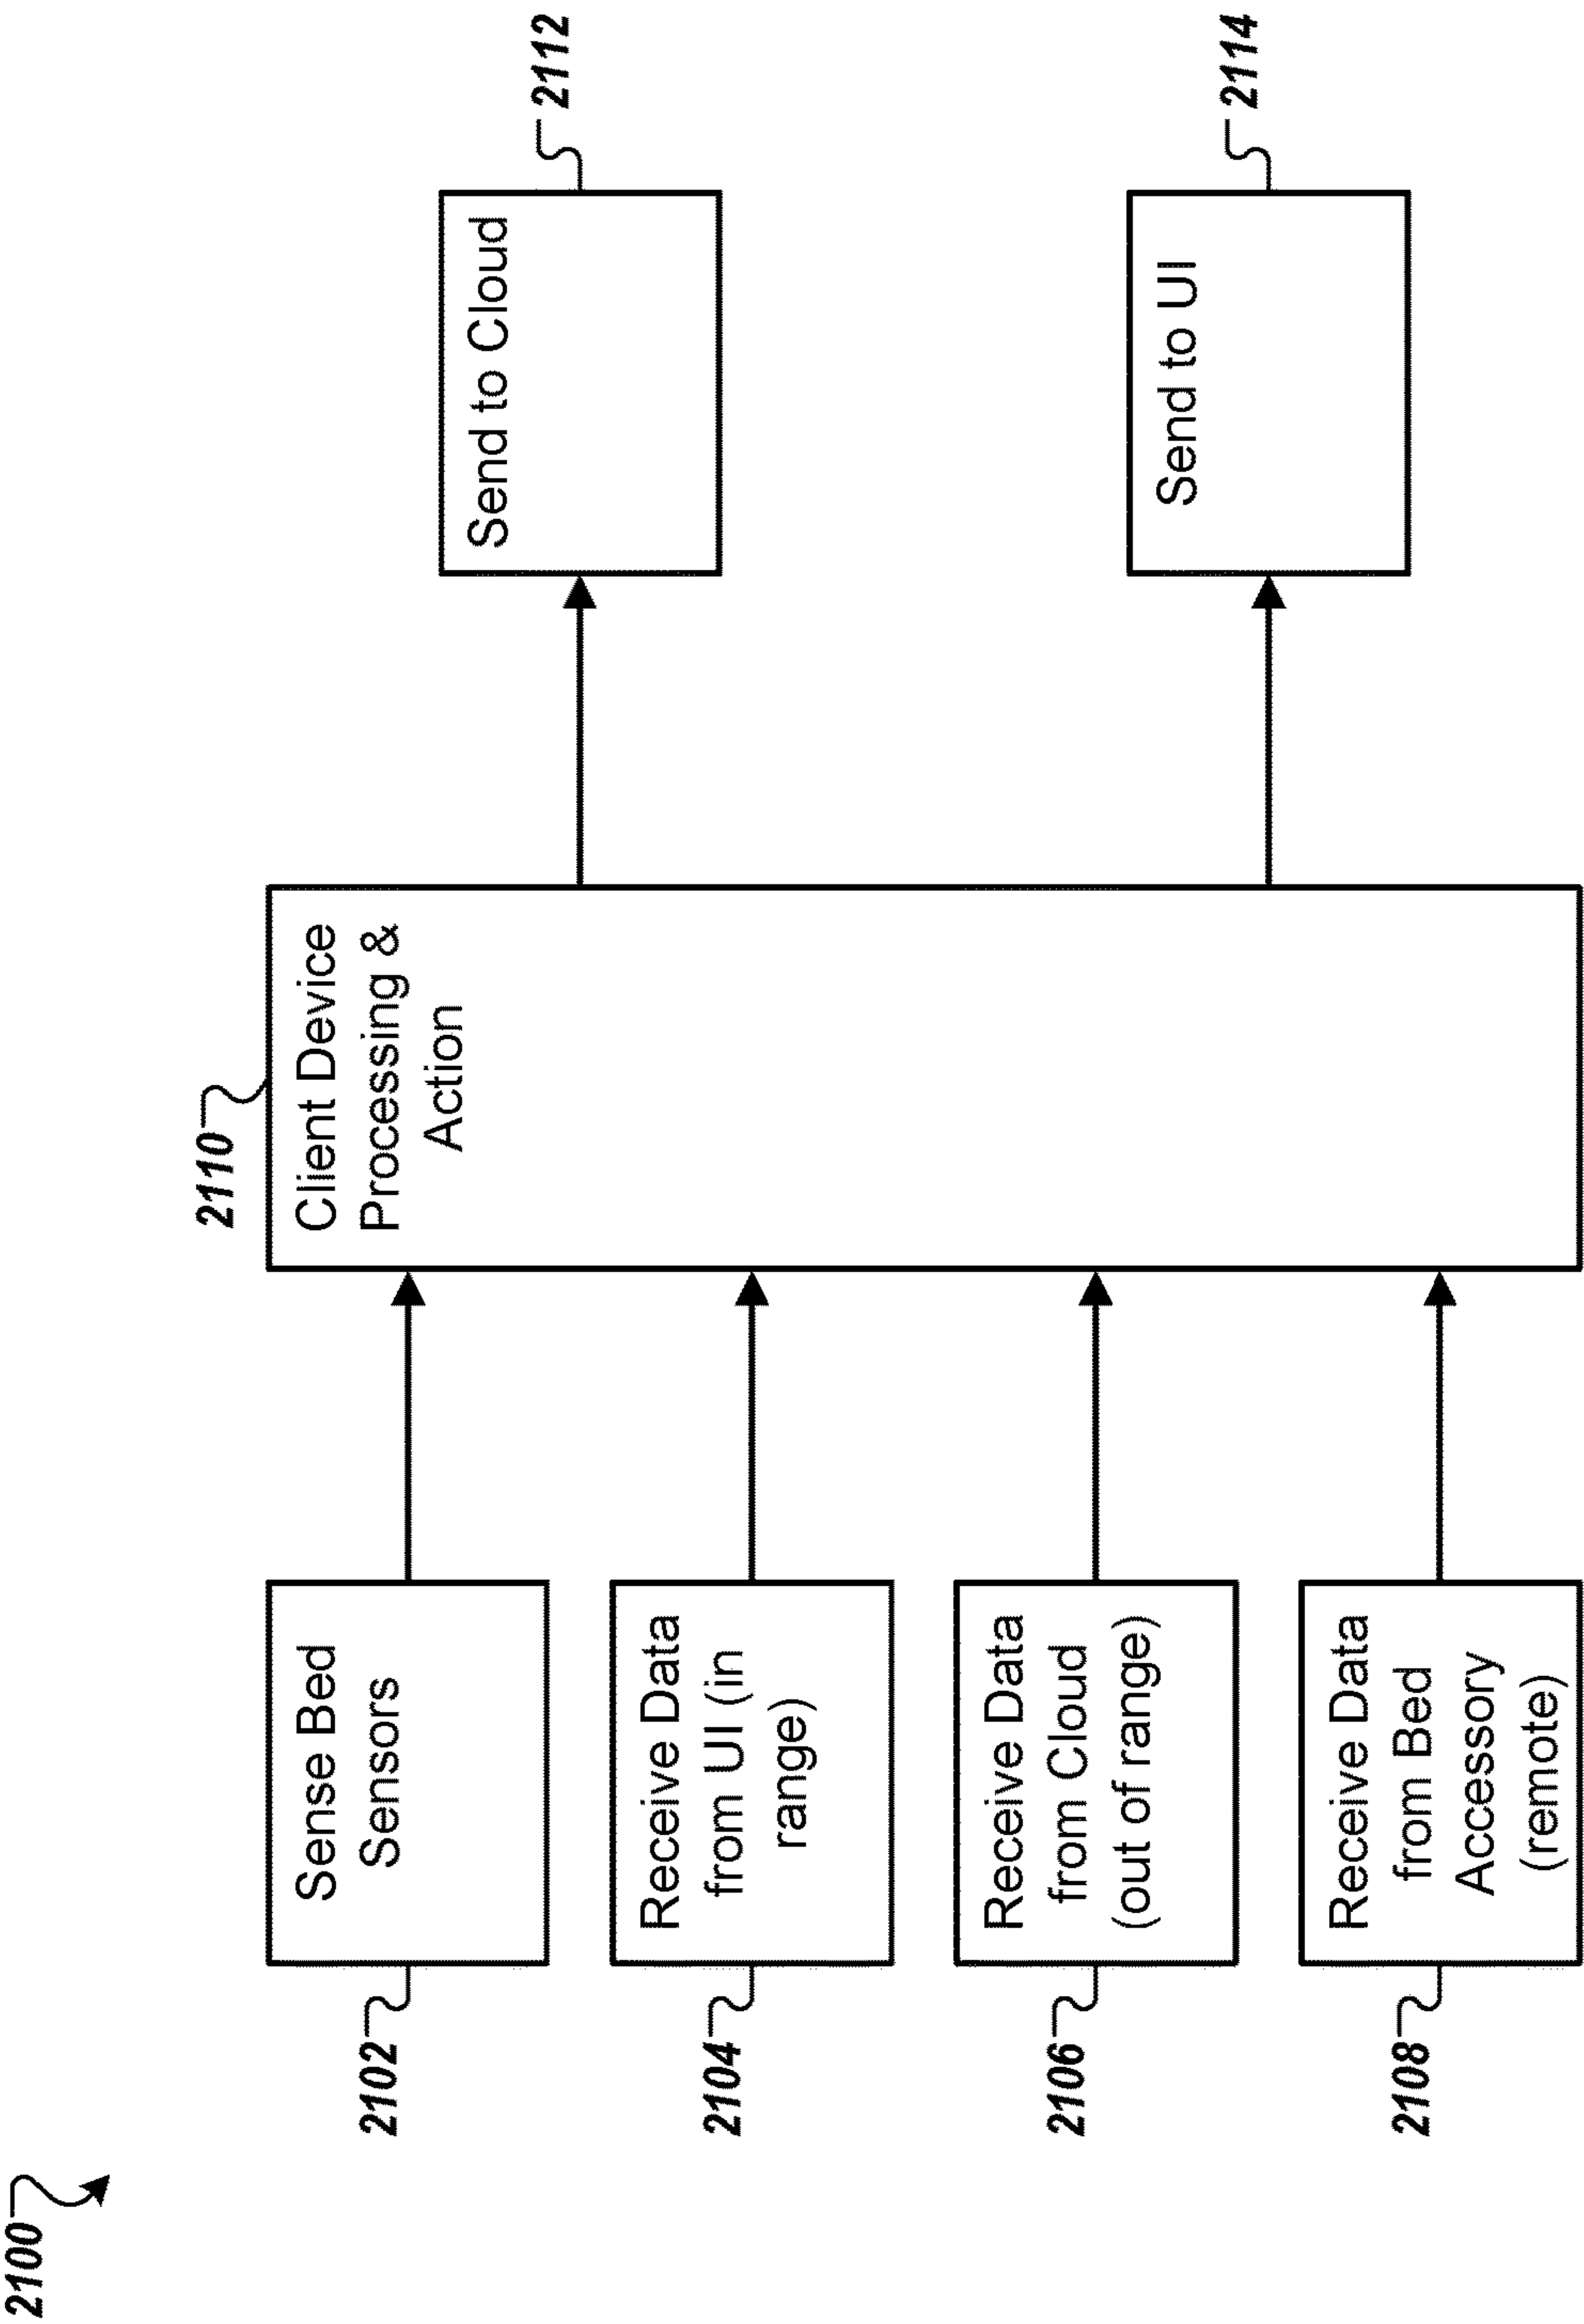 2100
2102
Sense Bed
Sensors
2104
Receive Data
from UI (in
range)
2106
Receive Data
from Cloud
(out of range)
2108
Receive Data
from Bed
Accessory
(remote)
2110
Client Device
Processing &
Action
Send to Cloud
2112
Send to UI
2114